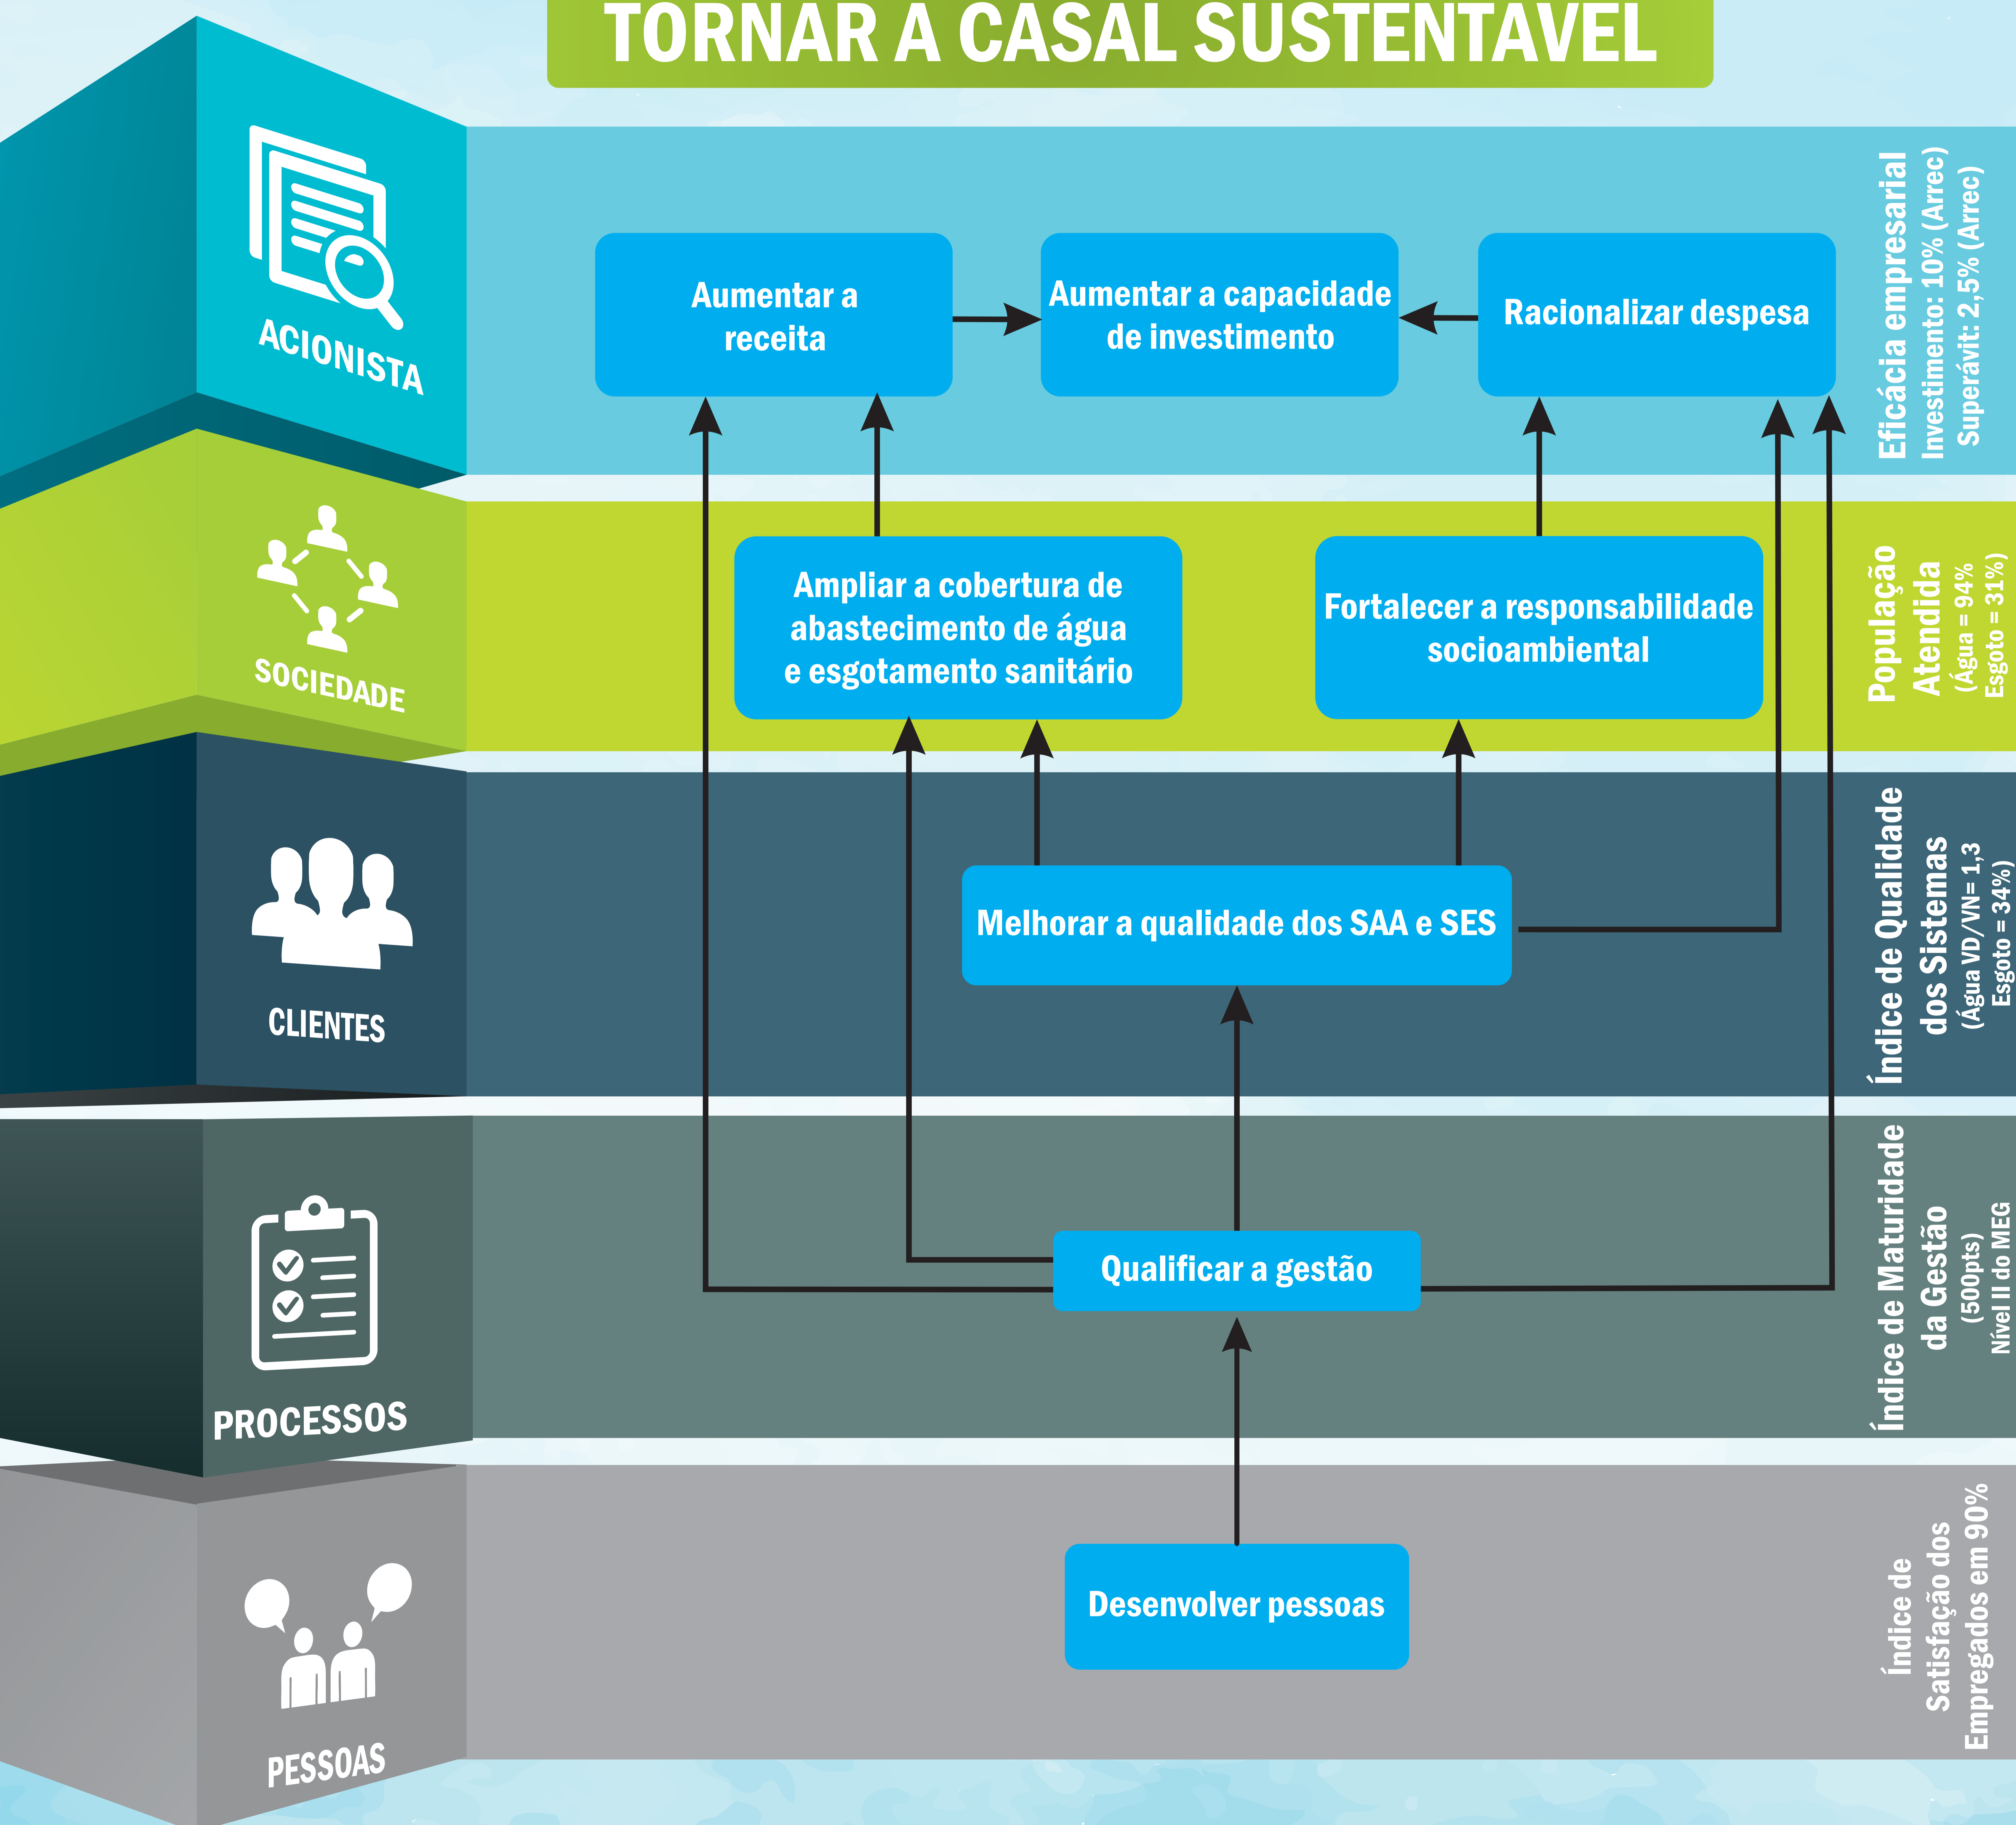 TORNAR A CASAL SUSTENTÁVEL
ACIONISTA
Aumentar a
receita
Aumentar a capacidade
de investimento
Racionalizar despesa
Eficácia empresarial
Investimento: 10% (Arrec)
Superávit: 2,5% (Arrec)
SOCIEDADE
Ampliar a cobertura de
abastecimento de água
e esgotamento sanitário
Fortalecer a responsabilidade
socioambiental
População
Atendida
(Água = 94%
Esgoto = 31%)
CLIENTES
Melhorar a qualidade dos SAA e SES
Índice de Qualidade
dos Sistemas
(Água VD/VN= 1,3
Esgoto = 34%)
PROCESSOS
Qualificar a gestão
Índice de Maturidade
da Gestão
(500pts)
Nível II do MEG
PESSOAS
Desenvolver pessoas
Índice de
Satisfação dos
Empregados em 90%